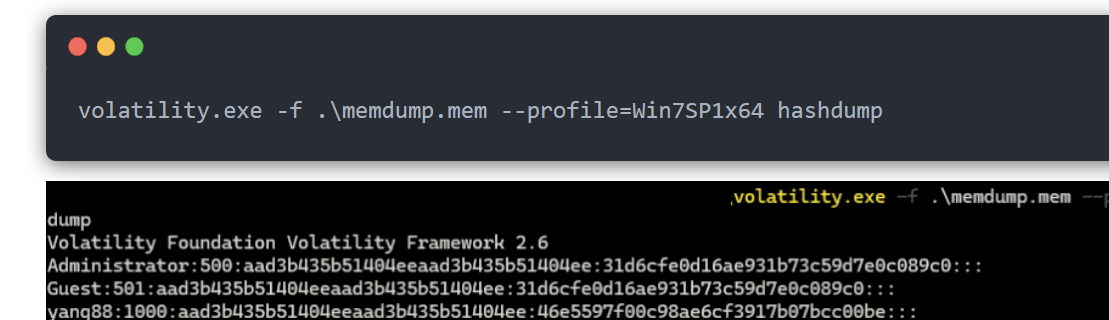 volatility.exe -f .\memdump.mem --profile=Win7SP1x64 hashdump
volatility.exe -f .\memdump.mem
dump
Volatility Foundation Volatility Framework 2.6
Administrator:500:aad3b435b51404eeaad3b435b51404ee:31d6cfe0d16ae931b73c59d7e0c089c0:::
Guest:501:aad3b435b51404eeaad3b435b51404ee:31d6cfe0d16ae931b73c59d7e0c089c0:::
yang88:1000:aad3b435b51404eeaad3b435b51404ee:46e5597f00c98ae6cf3917b07bcc00be:::